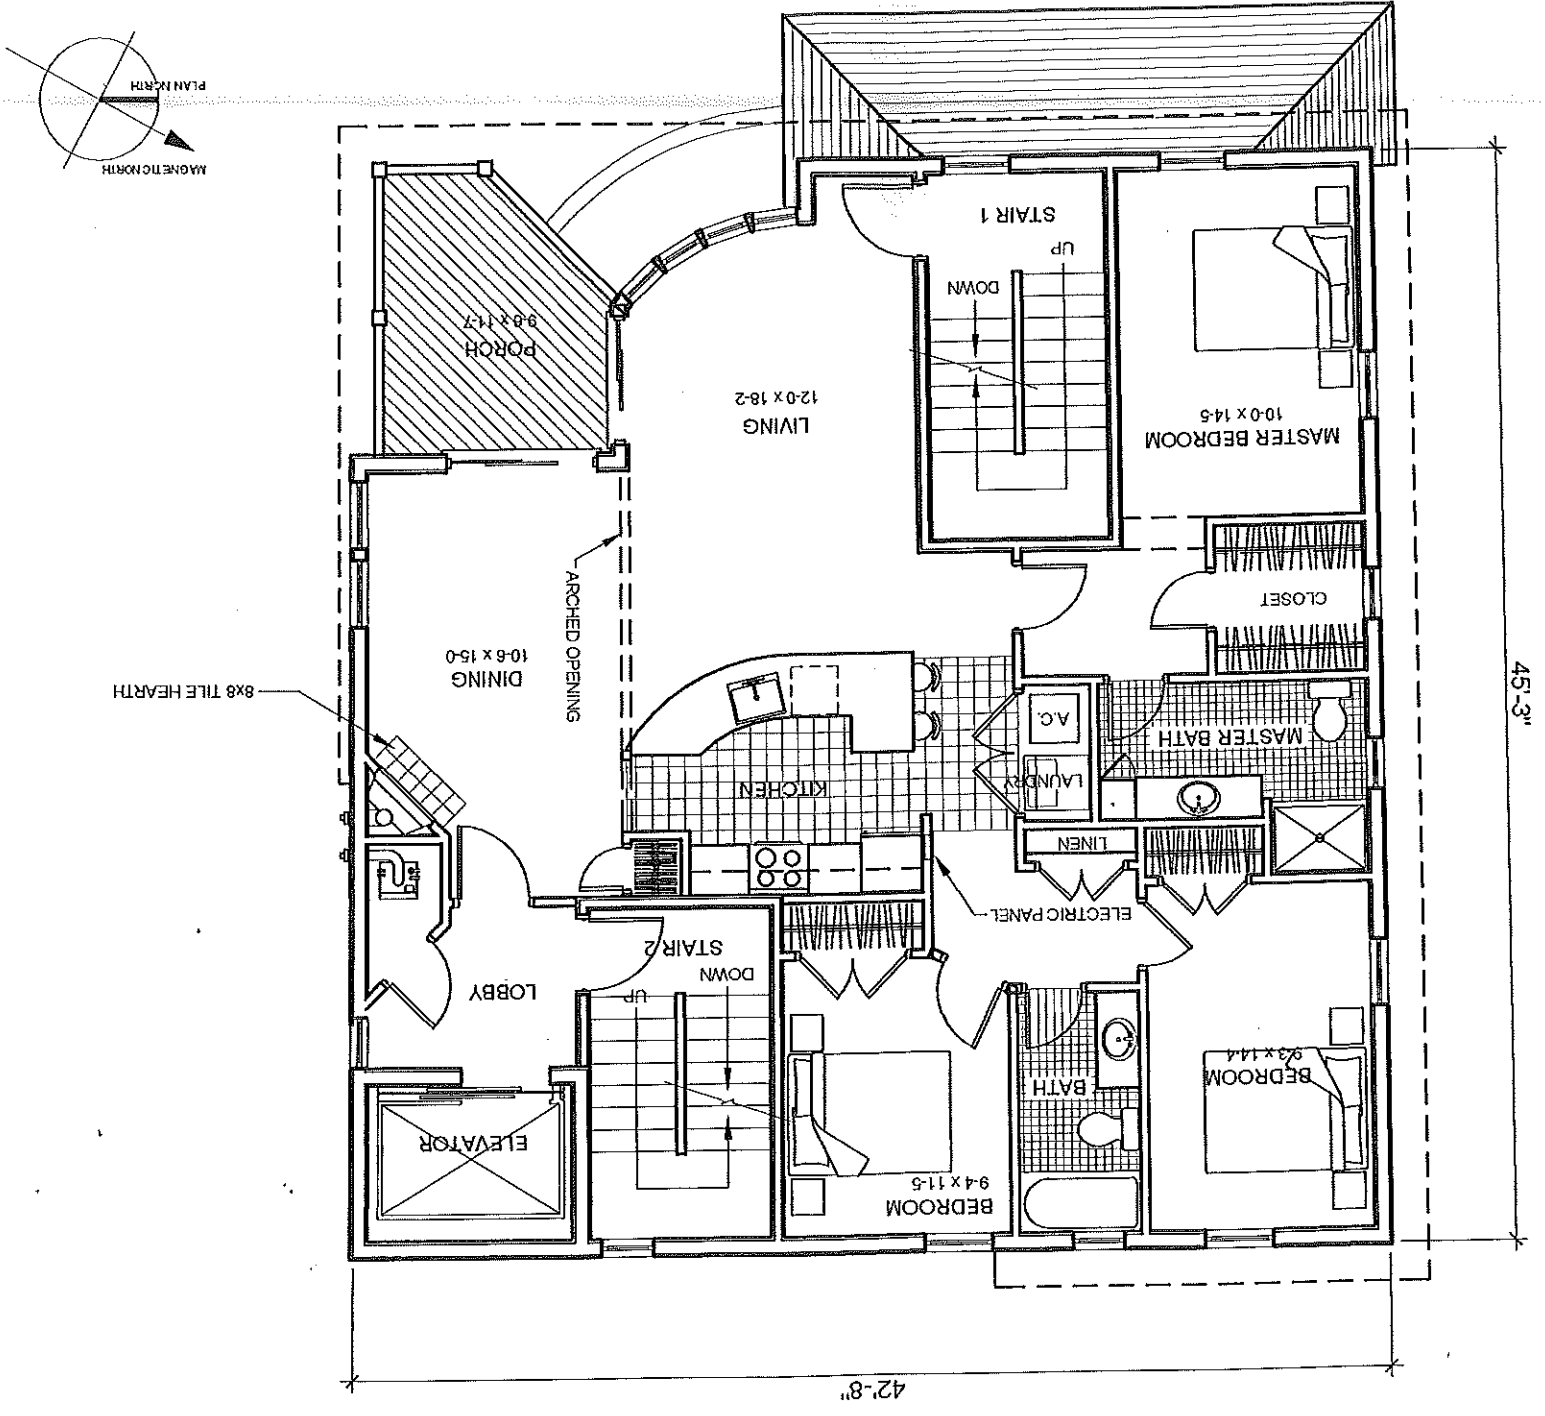 42'-8"
BEDROOM
9-4 x 11-5
ELEVATOR
BATH
BEDROOM
9-3 x 14-4
UP
DOWN
LOBBY
STAIR 2
ELECTRIC PANEL
LINEN
LAUNDRY
KITCHEN
MASTER BATH
A.C.
8x8 TILE HEARTH
DINING
10-6 x 15-0
45'-3"
ARCHED OPENING
CLOSET
MASTER BEDROOM
10-0 x 14-5
LIVING
12-0 x 18-2
PORCH
9-6 x 11-7
DOWN
UP
STAIR 1
MAGNETIC NORTH
PLAN NORTH